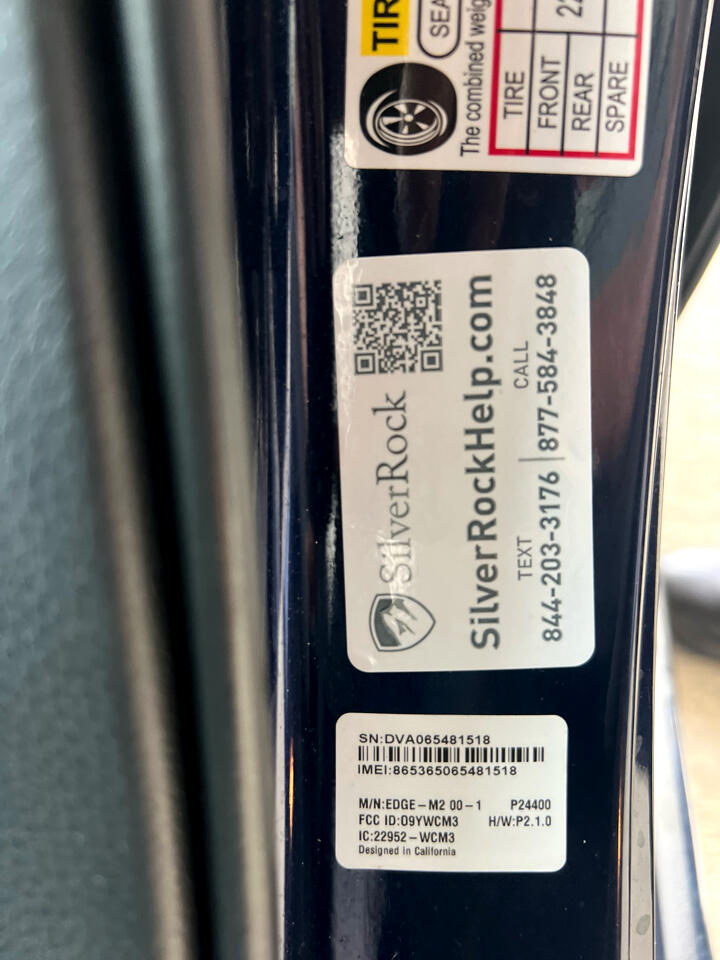 TIR
SEA
The combined weig
TIRE
FRONT
22
REAR
SPARE
SilverRock
SilverRockHelp.com
TEXT
CALL
844-203-3176 | 877-584-3848
SN:DVA065481518
IMEI:865365065481518
M/N:EDGE-M2 00-1 P24400
FCC ID:O9YWCM3 H/W:P2.1.0
IC:22952-WCM3
Designed in California